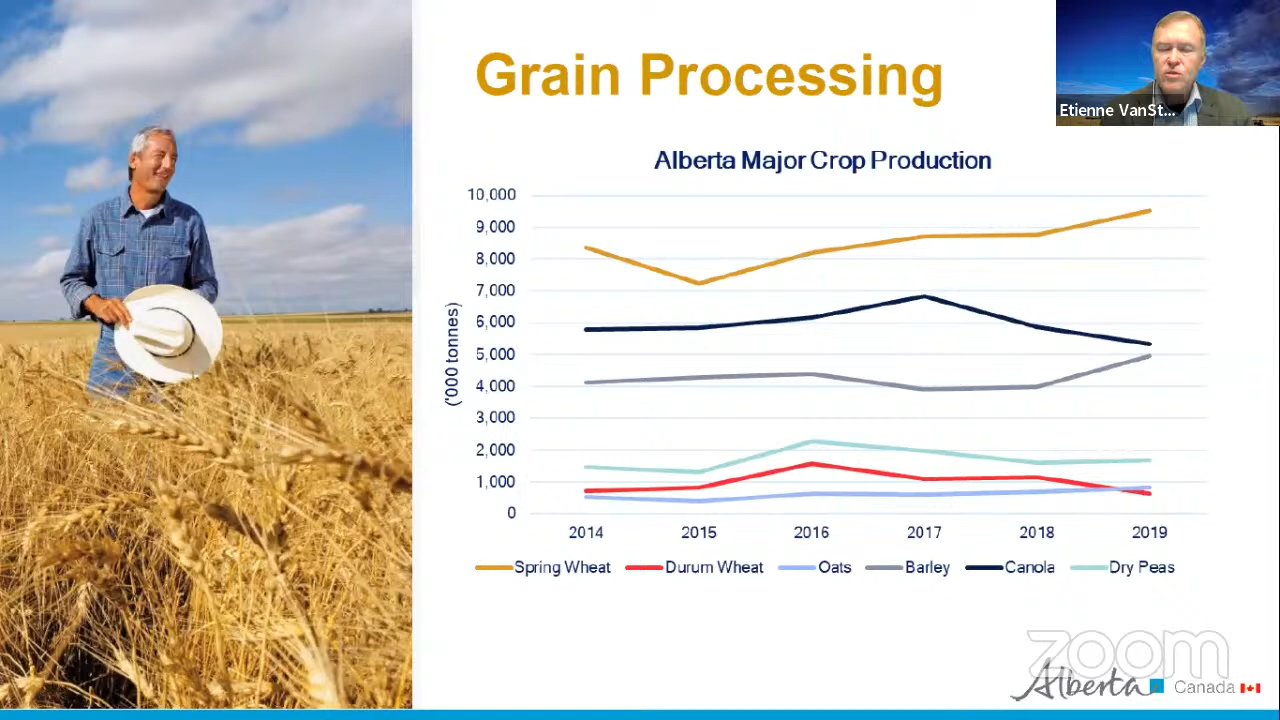 Grain Processing
Etienne VanSt...
Alberta Major Crop Production
10,000
9,000
8,000
7,000
6,000
5,000
4,000
3,000
2,000
1,000
0
('000 tonnes)
2014 2015 2016 2017 2018 2019
Spring Wheat Durum Wheat Oats Barley Canola Dry Peas
zoom
Alberta Canada